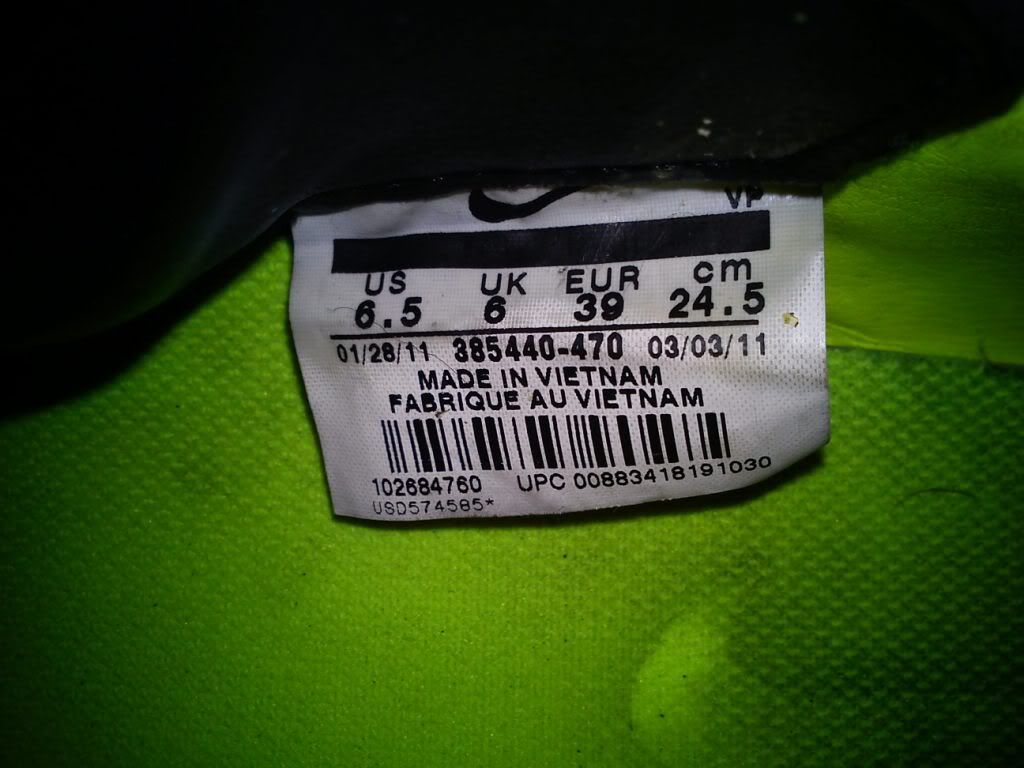 VP
US UK EUR cm
6.5 6 39 24.5
01/28/11 385440-470 03/03/11
MADE IN VIETNAM
FABRIQUE AU VIETNAM
102684760 UPC 00883418191030
USD574585*